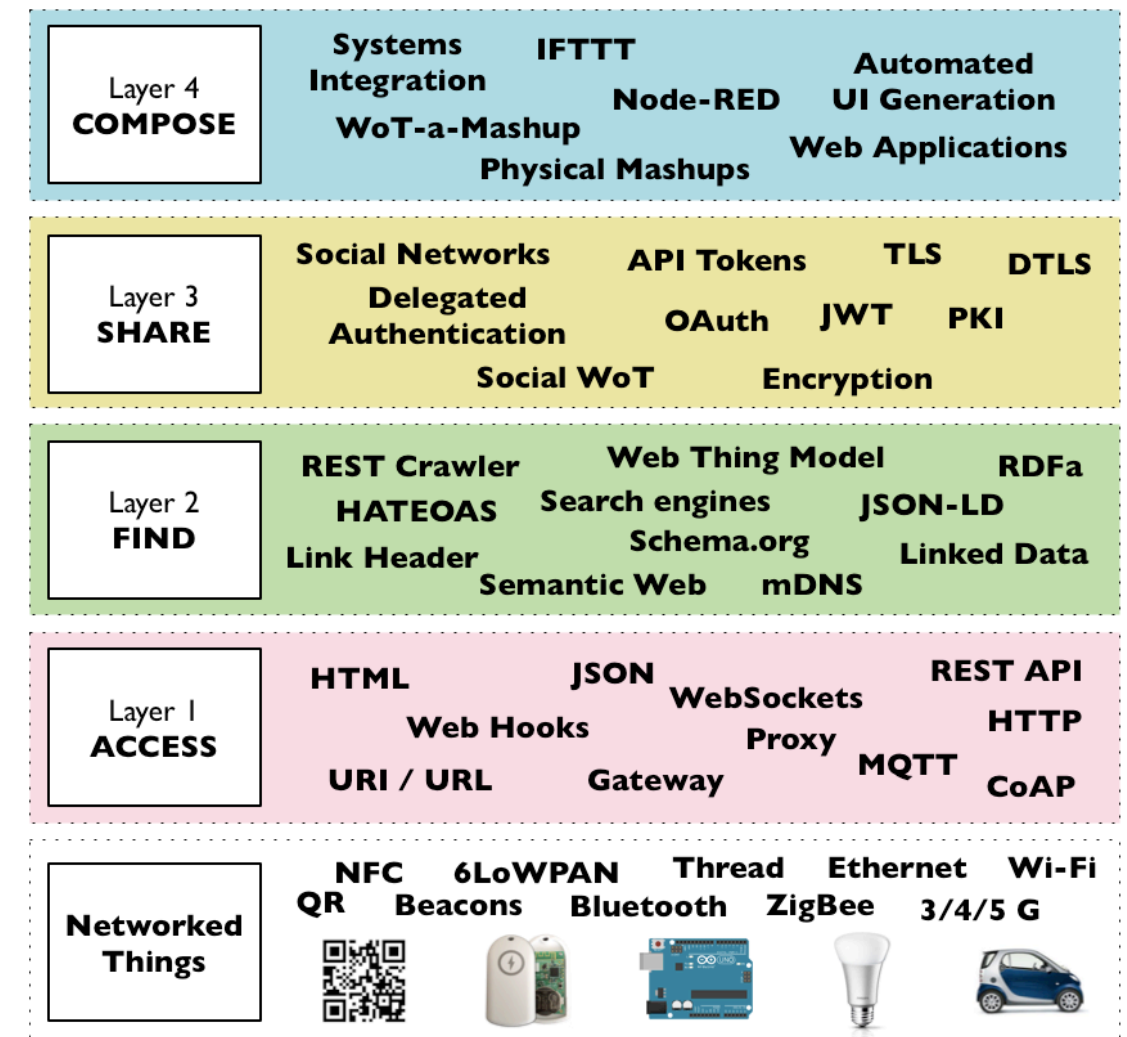 Layer 4
COMPOSE
Systems
Integration
IFTTT
Node-RED
Automated
UI Generation
WoT-a-Mashup
Physical Mashups
Web Applications
Layer 3
SHARE
Social Networks
API Tokens
TLS
DTLS
Delegated
Authentication
OAuth
JWT
PKI
Social WoT
Encryption
Layer 2
FIND
REST Crawler
Web Thing Model
RDFa
HATEOAS
Search engines
JSON-LD
Schema.org
Link Header
Linked Data
Semantic Web
mDNS
Layer 1
ACCESS
HTML
JSON
REST API
WebSockets
Web Hooks
HTTP
Proxy
MQTT
URI / URL
Gateway
CoAP
Networked
Things
NFC
6LoWPAN
Thread
Ethernet
Wi-Fi
QR
Beacons
Bluetooth
ZigBee
3/4/5 G